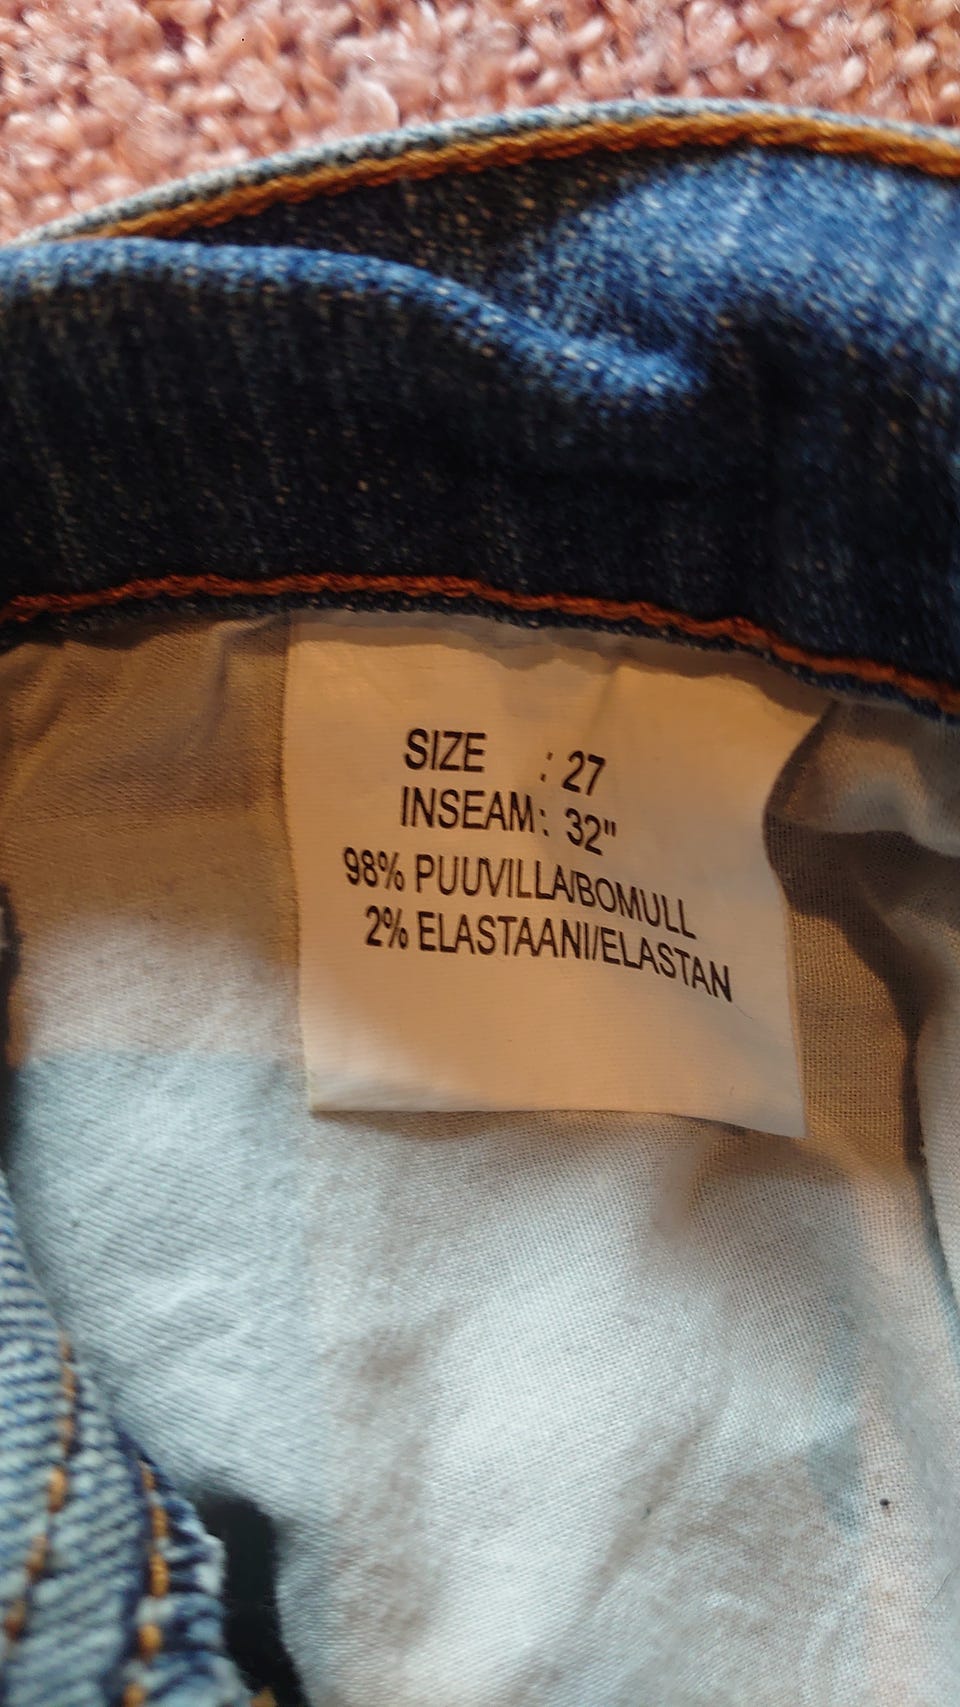 SIZE : 27
INSEAM: 32"
98% PUUVILLA/BOMULL
2% ELASTAANI/ELASTAN